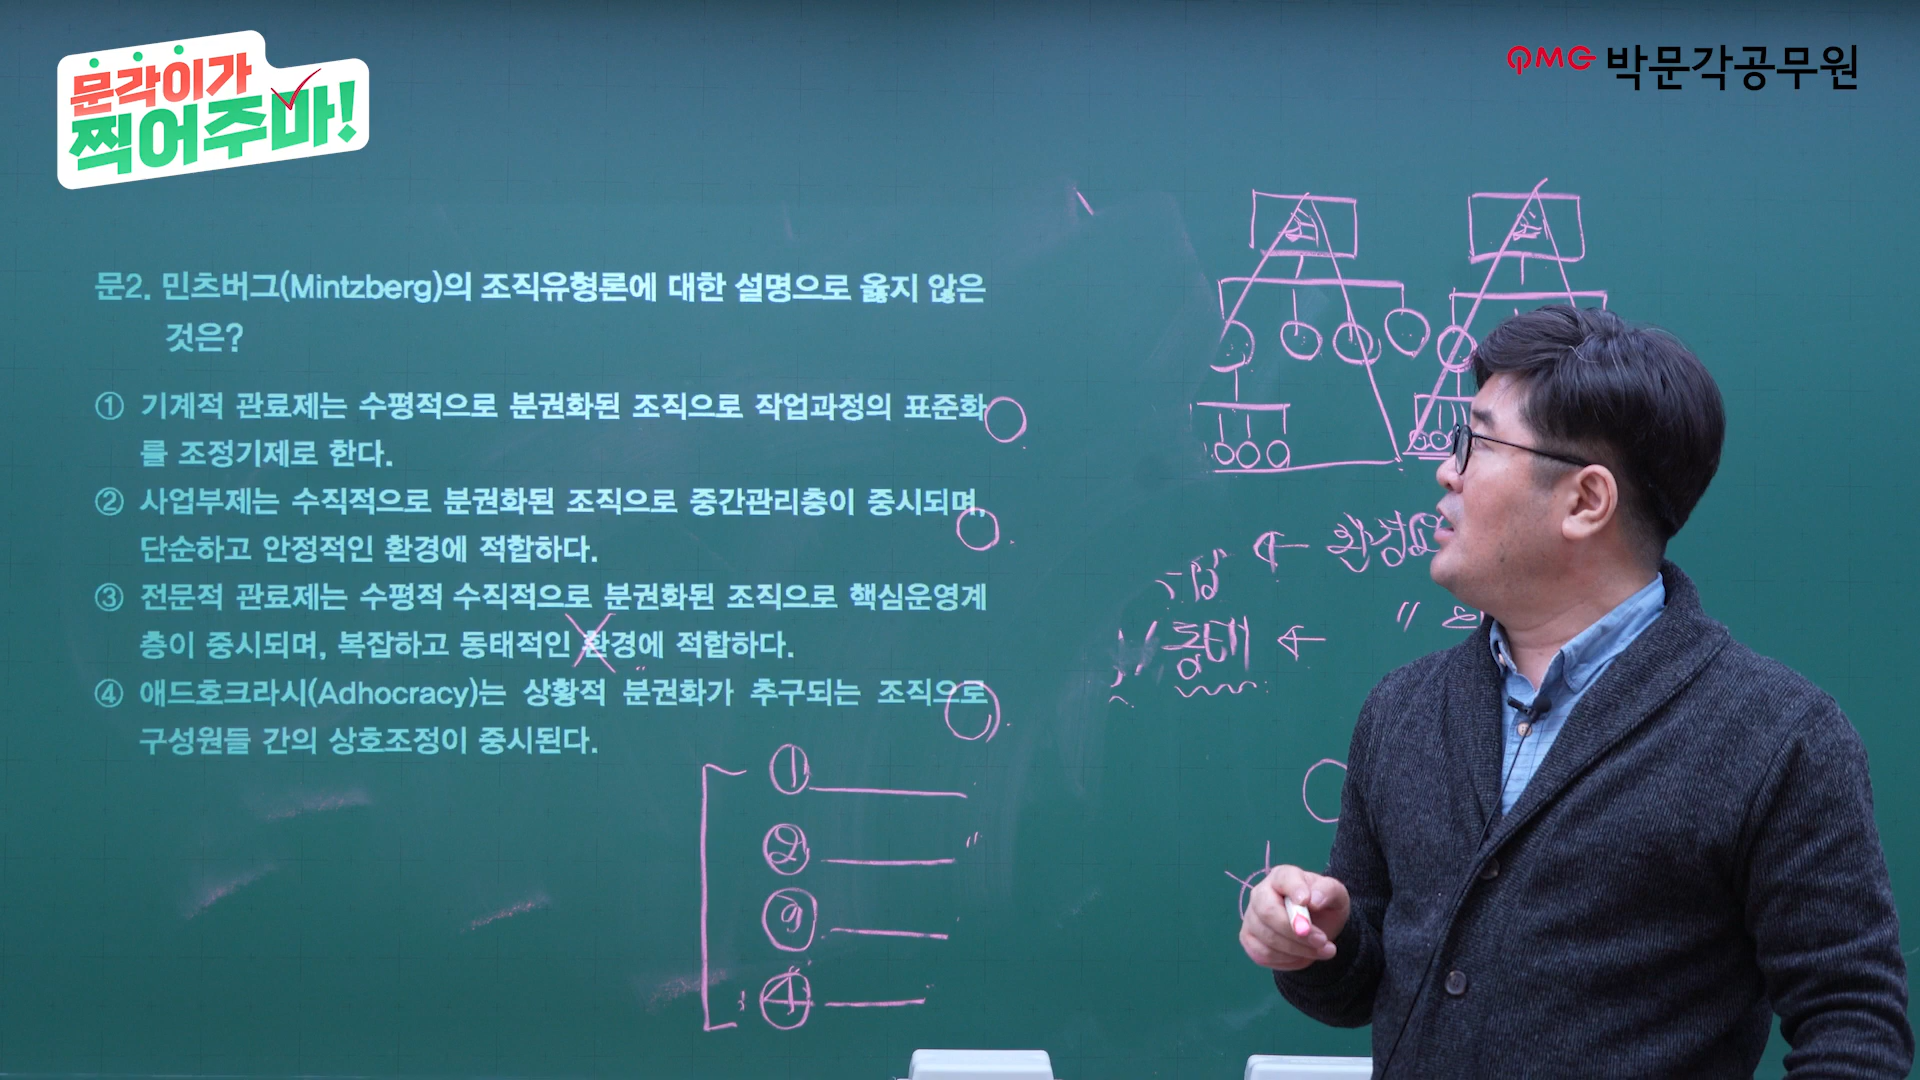 문각이가
찍어주마!
PMG 박문각공무원
문2. 민츠버그(Mintzberg)의 조직유형론에 대한 설명으로 옳지 않은
것은?
① 기계적 관료제는 수평적으로 분권화된 조직으로 작업과정의 표준화
를 조정기제로 한다.
② 사업부제는 수직적으로 분권화된 조직으로 중간관리층이 중시되며,
단순하고 안정적인 환경에 적합하다.
③ 전문적 관료제는 수평적 수직적으로 분권화된 조직으로 핵심운영계
층이 중시되며, 복잡하고 동태적인 환경에 적합하다.
④ 애드호크라시(Adhocracy)는 상황적 분권화가 추구되는 조직으로
구성원들 간의 상호조정이 중시된다.
동태 ←
①
②
③
④